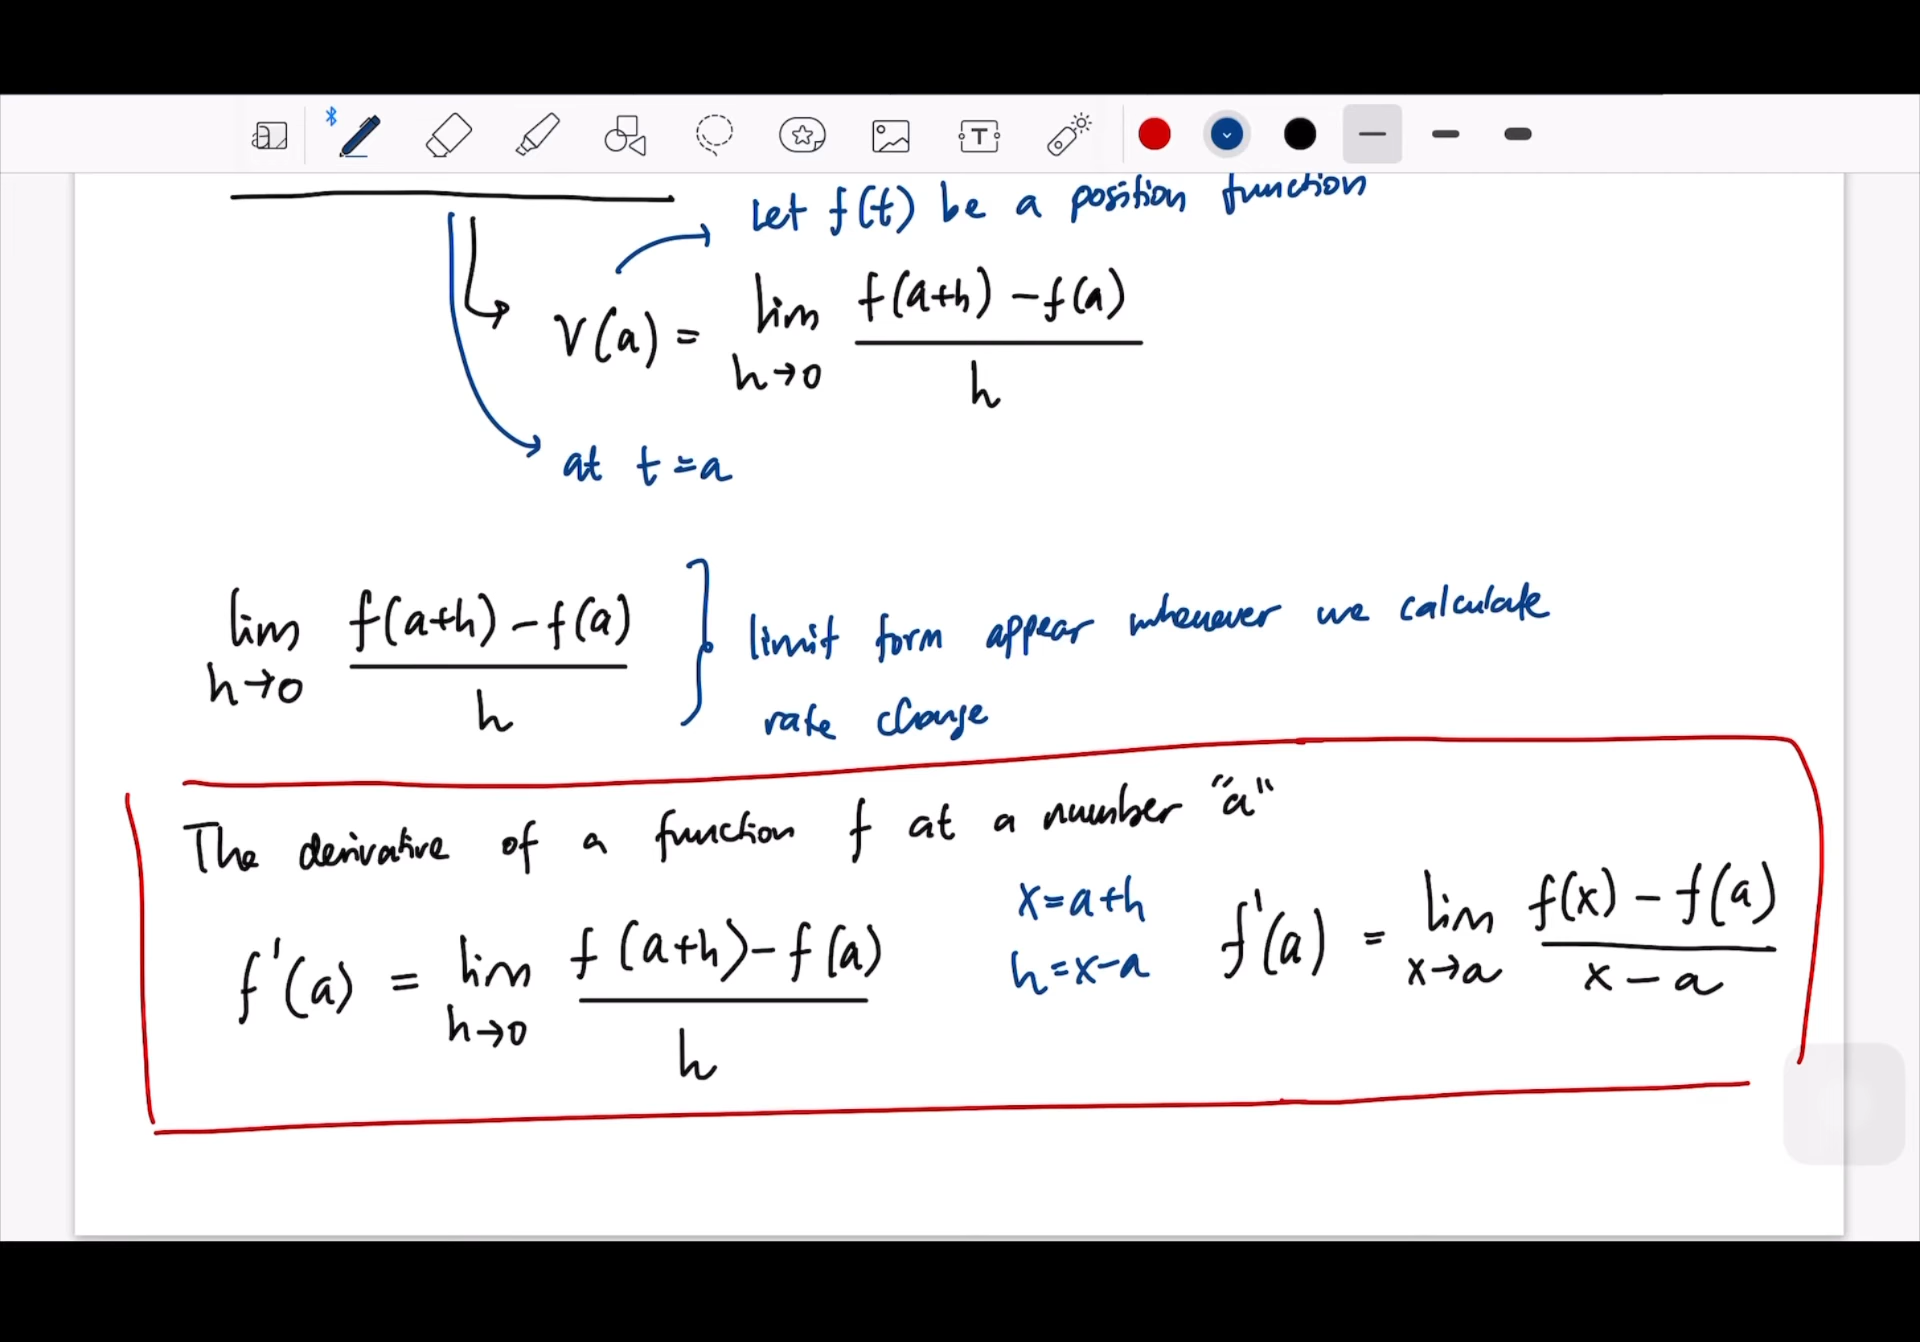 Let f(t) be a position function
V(a) = lim h→0 f(a+h) - f(a) / h
at t = a
lim h→0 f(a+h) - f(a) / h
limit form appear whenever we calculate
rate change
The derivative of a function f at a number "a"
f'(a) = lim h→0 f(a+h) - f(a) / h
x = a+h
h = x-a
f'(a) = lim x→a f(x) - f(a) / x - a